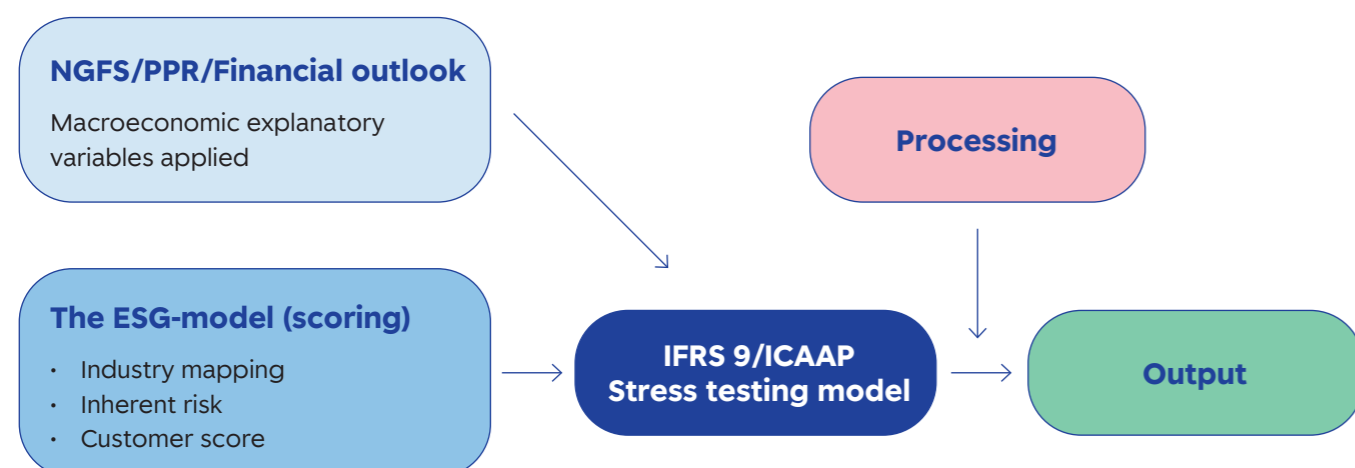 NGFS/PPR/Financial outlook
Macroeconomic explanatory
variables applied
Processing
The ESG-model (scoring)
• Industry mapping
• Inherent risk
• Customer score
IFRS 9/ICAAP
Stress testing model
Output